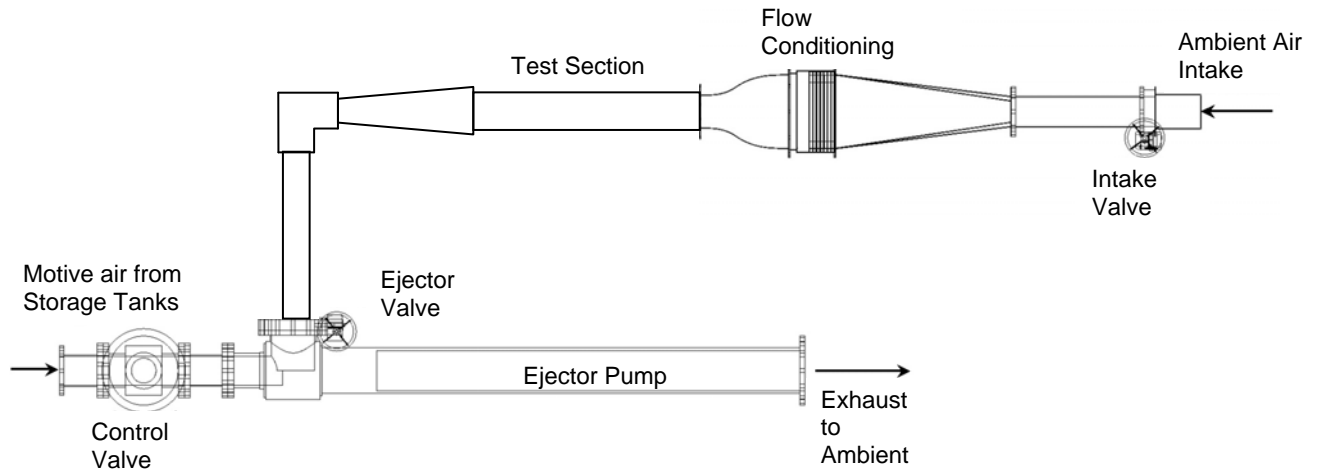 Flow
Conditioning
Ambient Air
Intake
Test Section
Intake
Valve
Motive air from
Storage Tanks
Ejector
Valve
Ejector Pump
Exhaust
to
Ambient
Control
Valve